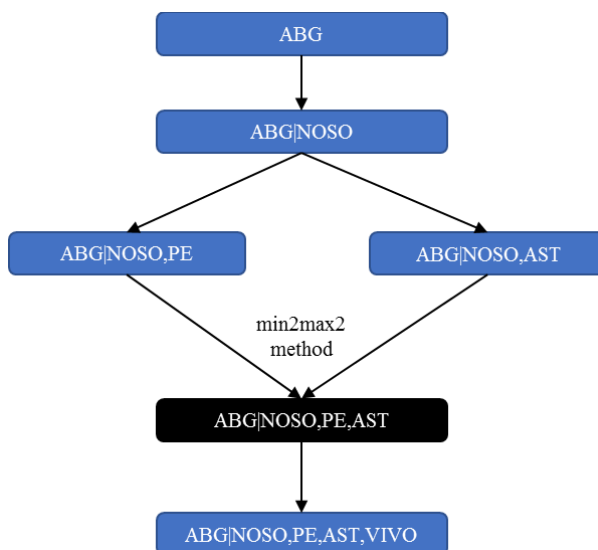 ABG
ABG|NOSO
ABG|NOSO,PE
ABG|NOSO,AST
min2max2
method
ABG|NOSO,PE,AST
ABG|NOSO,PE,AST,VIVO